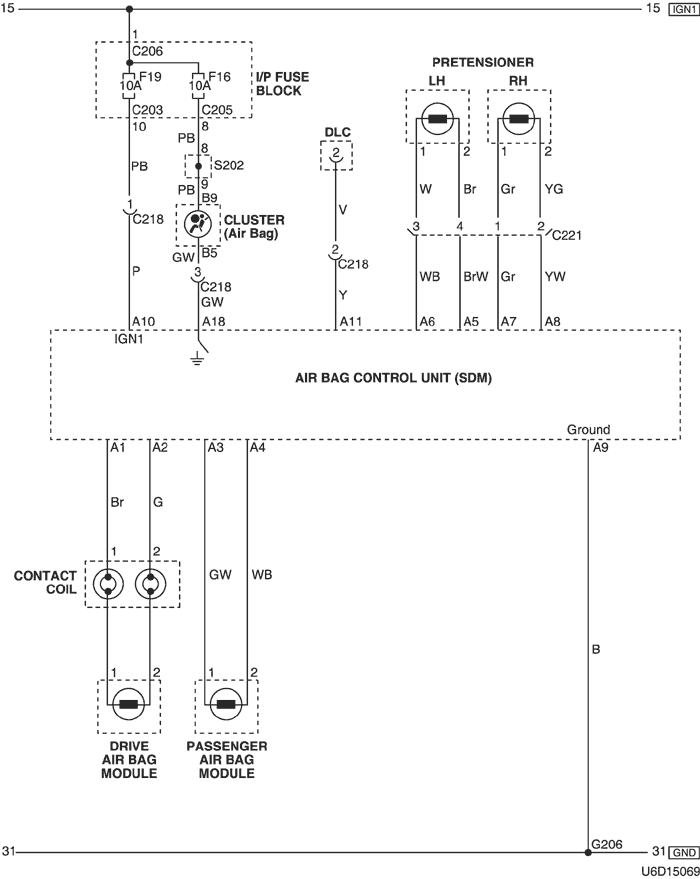 15 15 IGN1
1
C206
F19 F16
10A 10A
I/P FUSE
BLOCK
C203 C205
10 8
PB PB
8
S202
PB 9
B9
CLUSTER
(Air Bag)
GW B5
1
C218
3
C218
P GW
DLC
2
V
2
C218
Y
PRETENSIONER
LH RH
1 2 1 2
W Br Gr YG
3 4 1 2
C221
WB BrW Gr YW
A10 A18 A11 A6 A5 A7 A8
IGN1
AIR BAG CONTROL UNIT (SDM)
Ground
A1 A2 A3 A4 A9
Br G
1 2
CONTACT
COIL
GW WB
B
1 2 1 2
DRIVE
AIR BAG
MODULE
PASSENGER
AIR BAG
MODULE
G206
31 31 GND
U6D15069